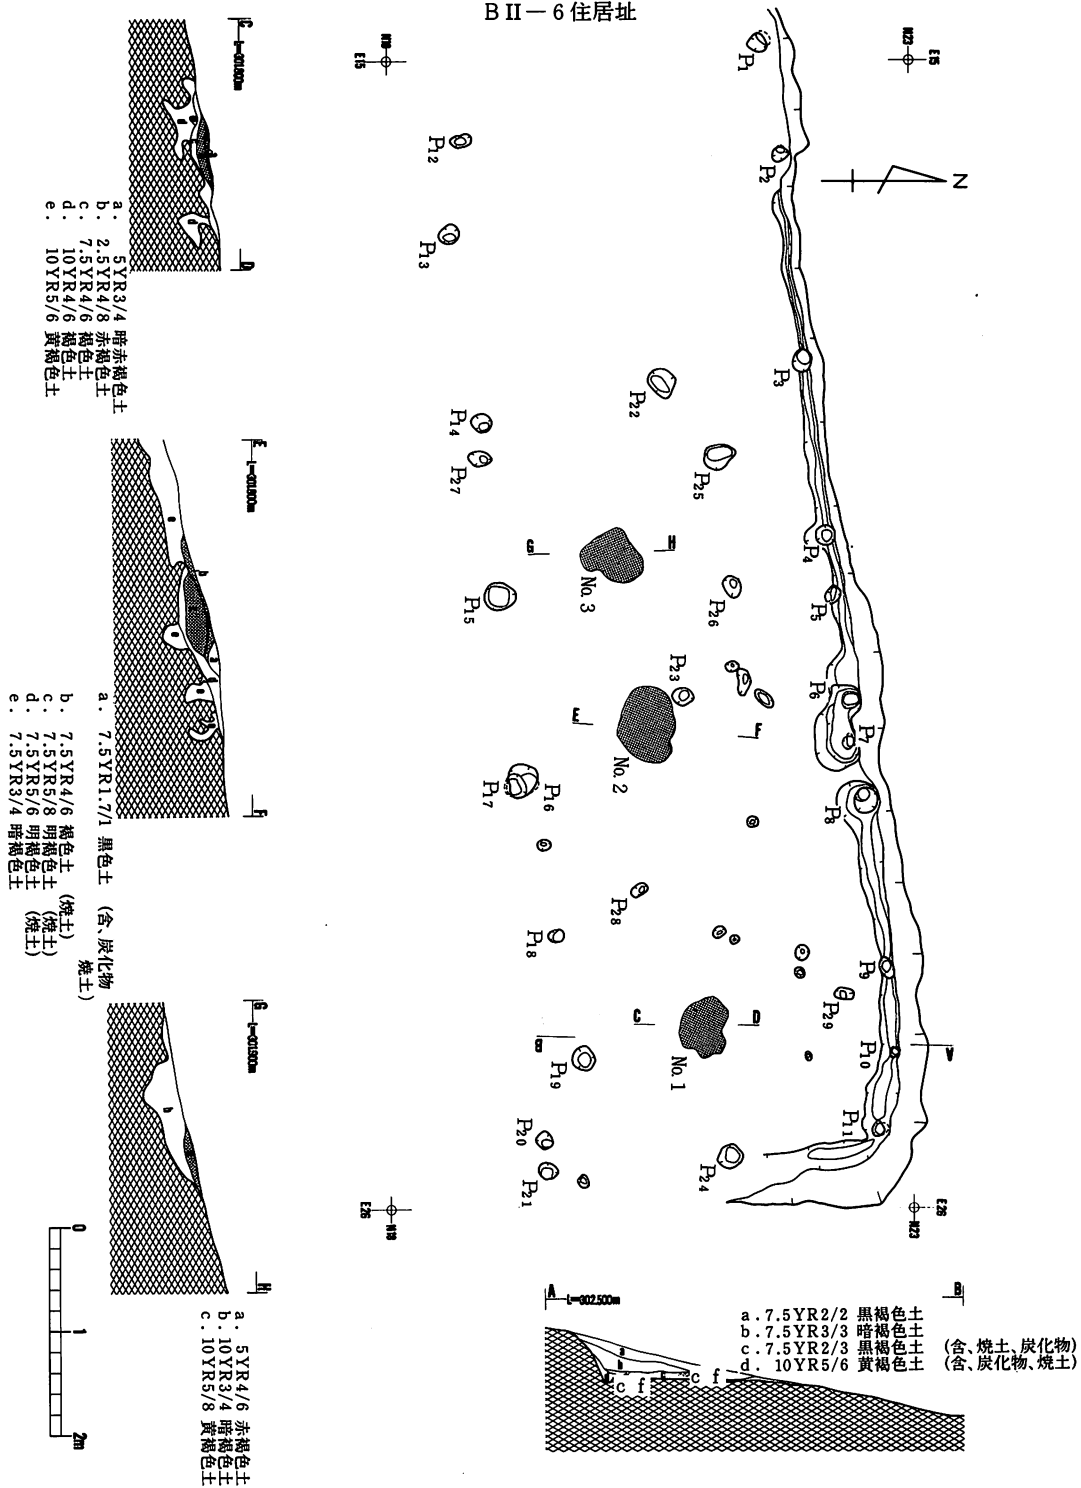 BⅡ－6住居址
N18
E15
N23
E15
N
P1
P2
P3
P4
P5
P6
P7
P8
P9
P10
P11
P12
P13
P14
P27
P15
P16
P17
P18
P19
P20
P21
P22
P25
P26
P23
P28
P29
P24
No.3
No.2
No.1
G
H
E
F
C
D
B
A
E26
N18
E26
N23
C
D
a. 5YR3/4 暗赤褐色土
b. 2.5YR4/8 赤褐色土
c. 7.5YR4/6 褐色土
d. 10YR4/6 褐色土
e. 10YR5/6 黄褐色土
E
F
a. 7.5YR1.7/1 黒色土 (含、炭化物
焼土)
b. 7.5YR4/6 褐色土 (焼土)
c. 7.5YR5/8 明褐色土 (焼土)
d. 7.5YR5/6 明褐色土 (焼土)
e. 7.5YR3/4 暗褐色土
G
H
a. 5YR4/6 赤褐色土
b. 10YR3/4 暗褐色土
c. 10YR5/8 黄褐色土
A
B
L=302.500m
a.7.5YR2/2 黒褐色土
b.7.5YR3/3 暗褐色土
c.7.5YR2/3 黒褐色土 (含、焼土、炭化物)
d. 10YR5/6 黄褐色土 (含、炭化物、焼土)
a
b
c f
c f
0
1
2m